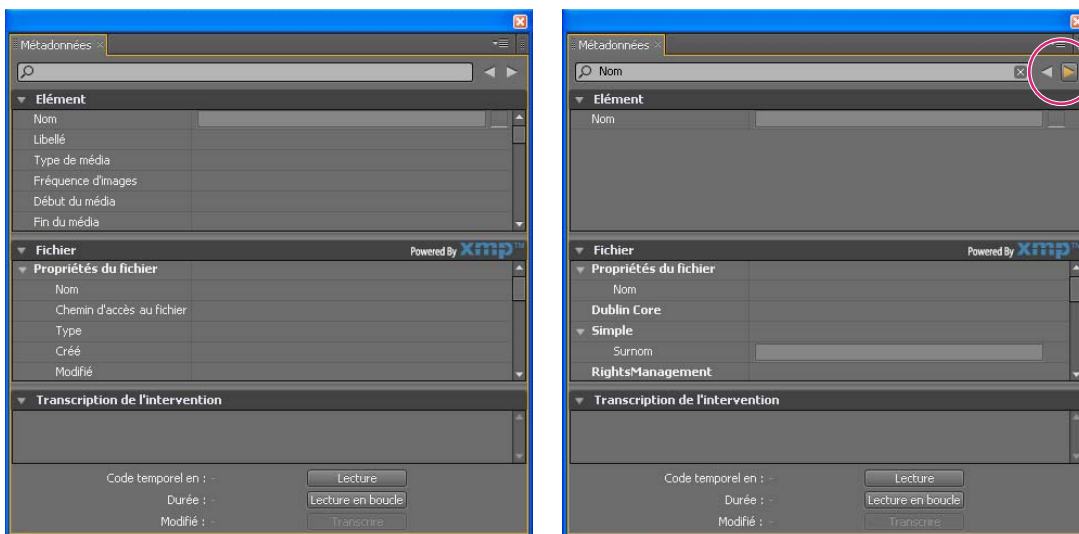 Métadonnées
Elément
Nom
Libellé
Type de média
Fréquence d'images
Début du média
Fin du média
Fichier
Powered By xmp™
Propriétés du fichier
Nom
Chemin d'accès au fichier
Type
Créé
Modifié
Transcription de l'intervention
Code temporel en : -
Lecture
Durée : -
Lecture en boucle
Modifié : -
Transcrire
Métadonnées
Nom
Elément
Nom
Fichier
Powered By xmp™
Propriétés du fichier
Nom
Dublin Core
Simple
Surnom
RightsManagement
Transcription de l'intervention
Code temporel en : -
Lecture
Durée : -
Lecture en boucle
Modifié : -
Transcrire